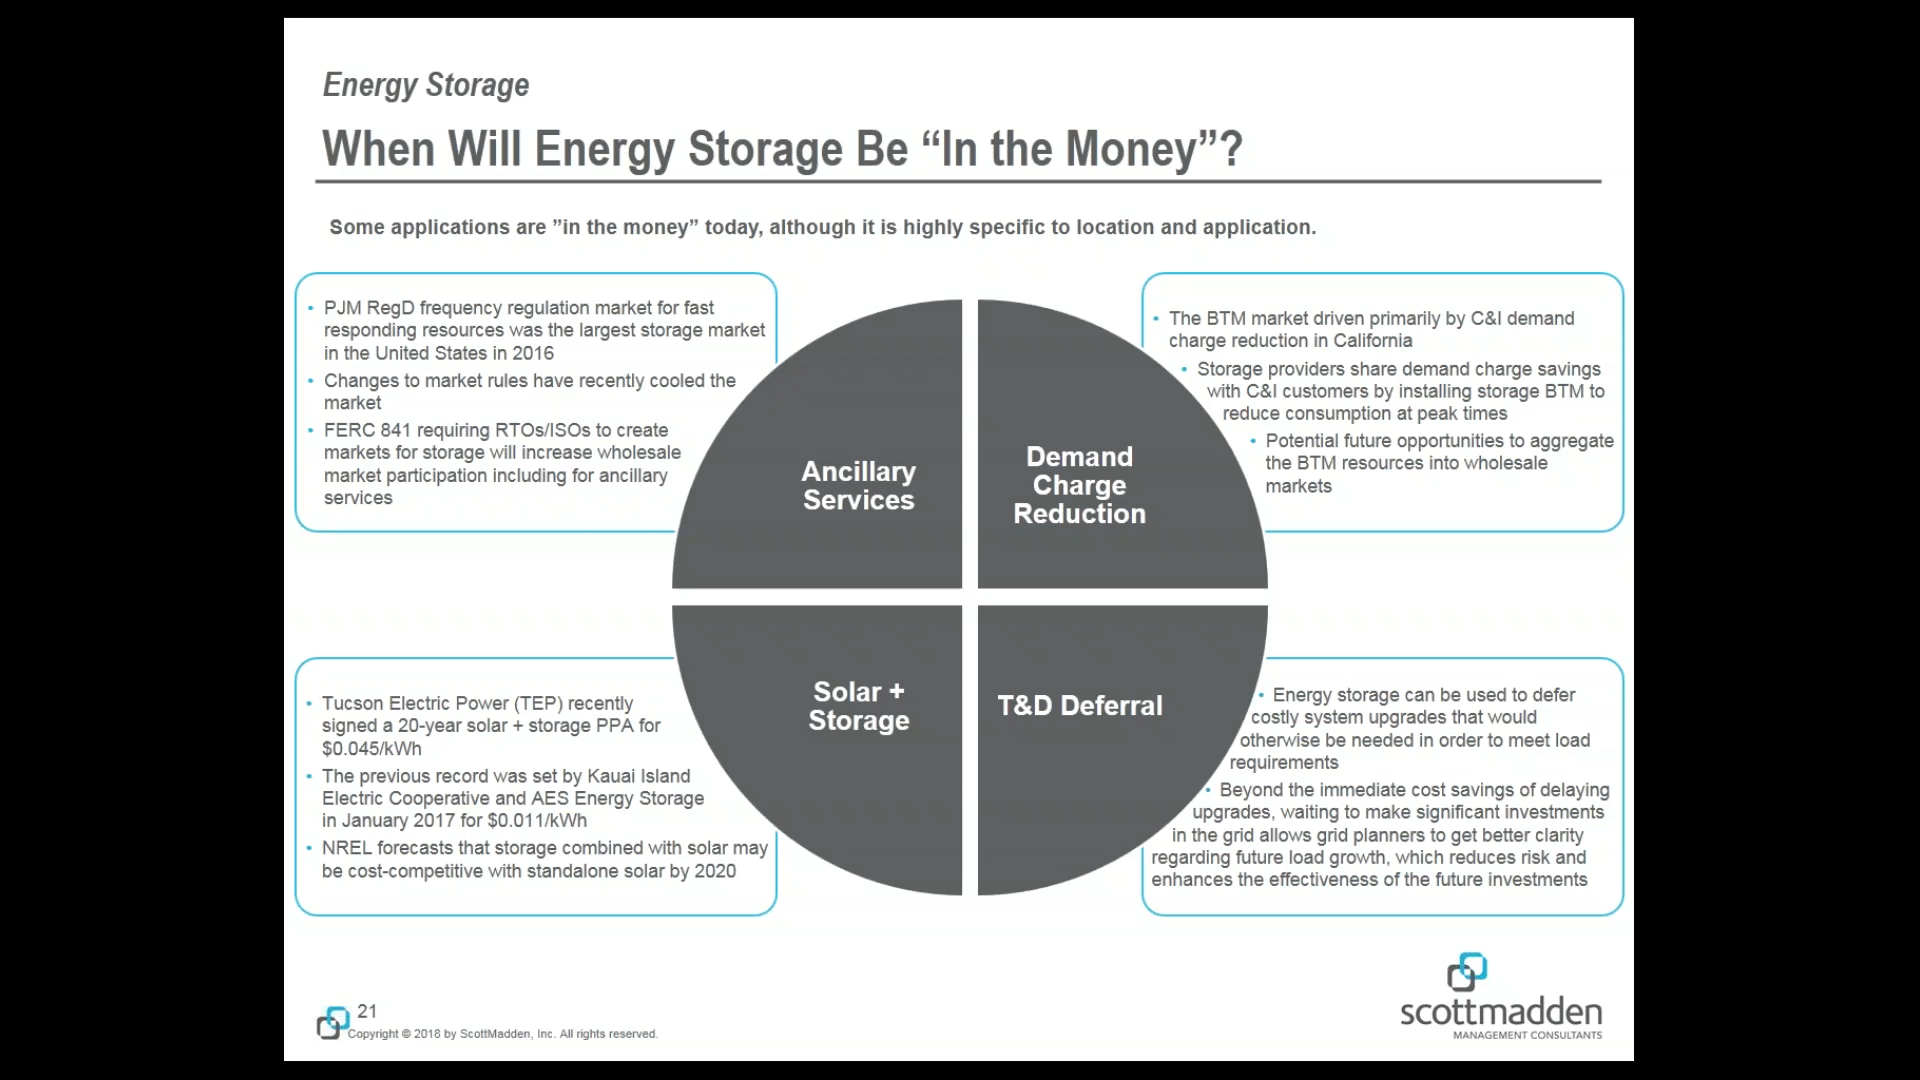 Energy Storage
When Will Energy Storage Be “In the Money”?
Some applications are ”in the money” today, although it is highly specific to location and application.
• PJM RegD frequency regulation market for fast
responding resources was the largest storage market
in the United States in 2016
• Changes to market rules have recently cooled the
market
• FERC 841 requiring RTOs/ISOs to create
markets for storage will increase wholesale
market participation including for ancillary
services
Ancillary
Services
Demand
Charge
Reduction
• The BTM market driven primarily by C&I demand
charge reduction in California
• Storage providers share demand charge savings
with C&I customers by installing storage BTM to
reduce consumption at peak times
• Potential future opportunities to aggregate
the BTM resources into wholesale
markets
• Tucson Electric Power (TEP) recently
signed a 20-year solar + storage PPA for
$0.045/kWh
• The previous record was set by Kauai Island
Electric Cooperative and AES Energy Storage
in January 2017 for $0.011/kWh
• NREL forecasts that storage combined with solar may
be cost-competitive with standalone solar by 2020
Solar +
Storage
T&D Deferral
• Energy storage can be used to defer
costly system upgrades that would
otherwise be needed in order to meet load
requirements
• Beyond the immediate cost savings of delaying
upgrades, waiting to make significant investments
in the grid allows grid planners to get better clarity
regarding future load growth, which reduces risk and
enhances the effectiveness of the future investments
21
Copyright © 2018 by ScottMadden, Inc. All rights reserved.
scottmadden
MANAGEMENT CONSULTANTS